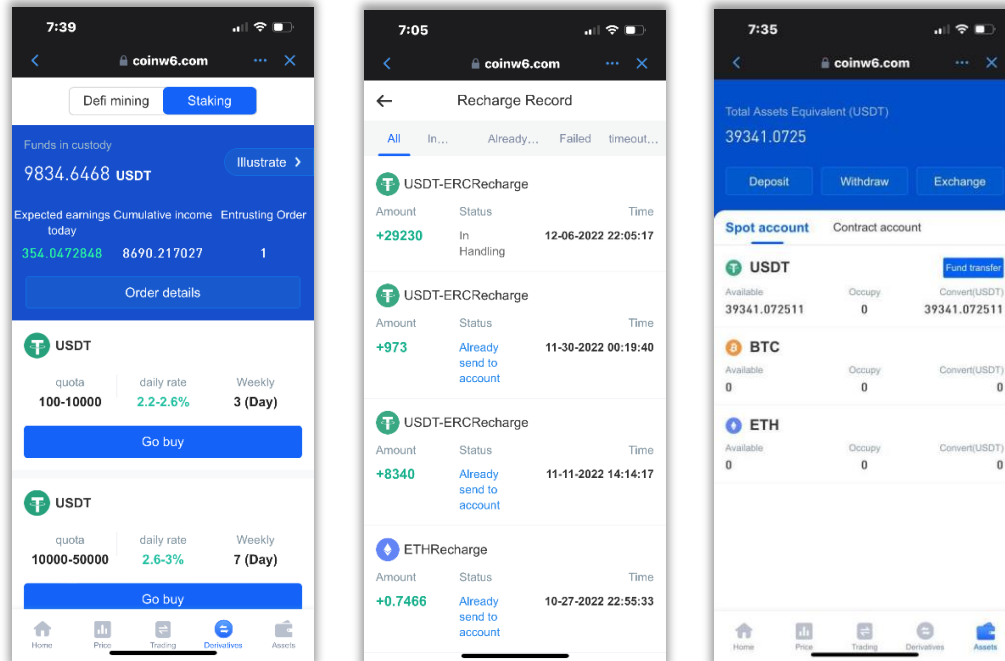 7:39
coinw6.com
Defi mining Staking
Funds in custody
9834.6468 USDT
Illustrate >
Expected earnings today Cumulative income Entrusting Order
354.0472848 8690.217027 1
Order details
USDT
quota daily rate Weekly
100-10000 2.2-2.6% 3 (Day)
Go buy
USDT
quota daily rate Weekly
10000-50000 2.6-3% 7 (Day)
Go buy
Home Price Trading Derivatives Assets
7:05
coinw6.com
Recharge Record
All In... Already... Failed timeout...
USDT-ERCRecharge
Amount Status Time
+29230 In Handling 12-06-2022 22:05:17
USDT-ERCRecharge
Amount Status Time
+973 Already send to account 11-30-2022 00:19:40
USDT-ERCRecharge
Amount Status Time
+8340 Already send to account 11-11-2022 14:14:17
ETHRecharge
Amount Status Time
+0.7466 Already send to account 10-27-2022 22:55:33
7:35
coinw6.com
Total Assets Equivalent (USDT)
39341.0725
Deposit Withdraw Exchange
Spot account Contract account
USDT Fund transfer
Available Occupy Convert(USDT)
39341.072511 0 39341.072511
BTC
Available Occupy Convert(USDT)
0 0 0
ETH
Available Occupy Convert(USDT)
0 0 0
Home Price Trading Derivatives Assets